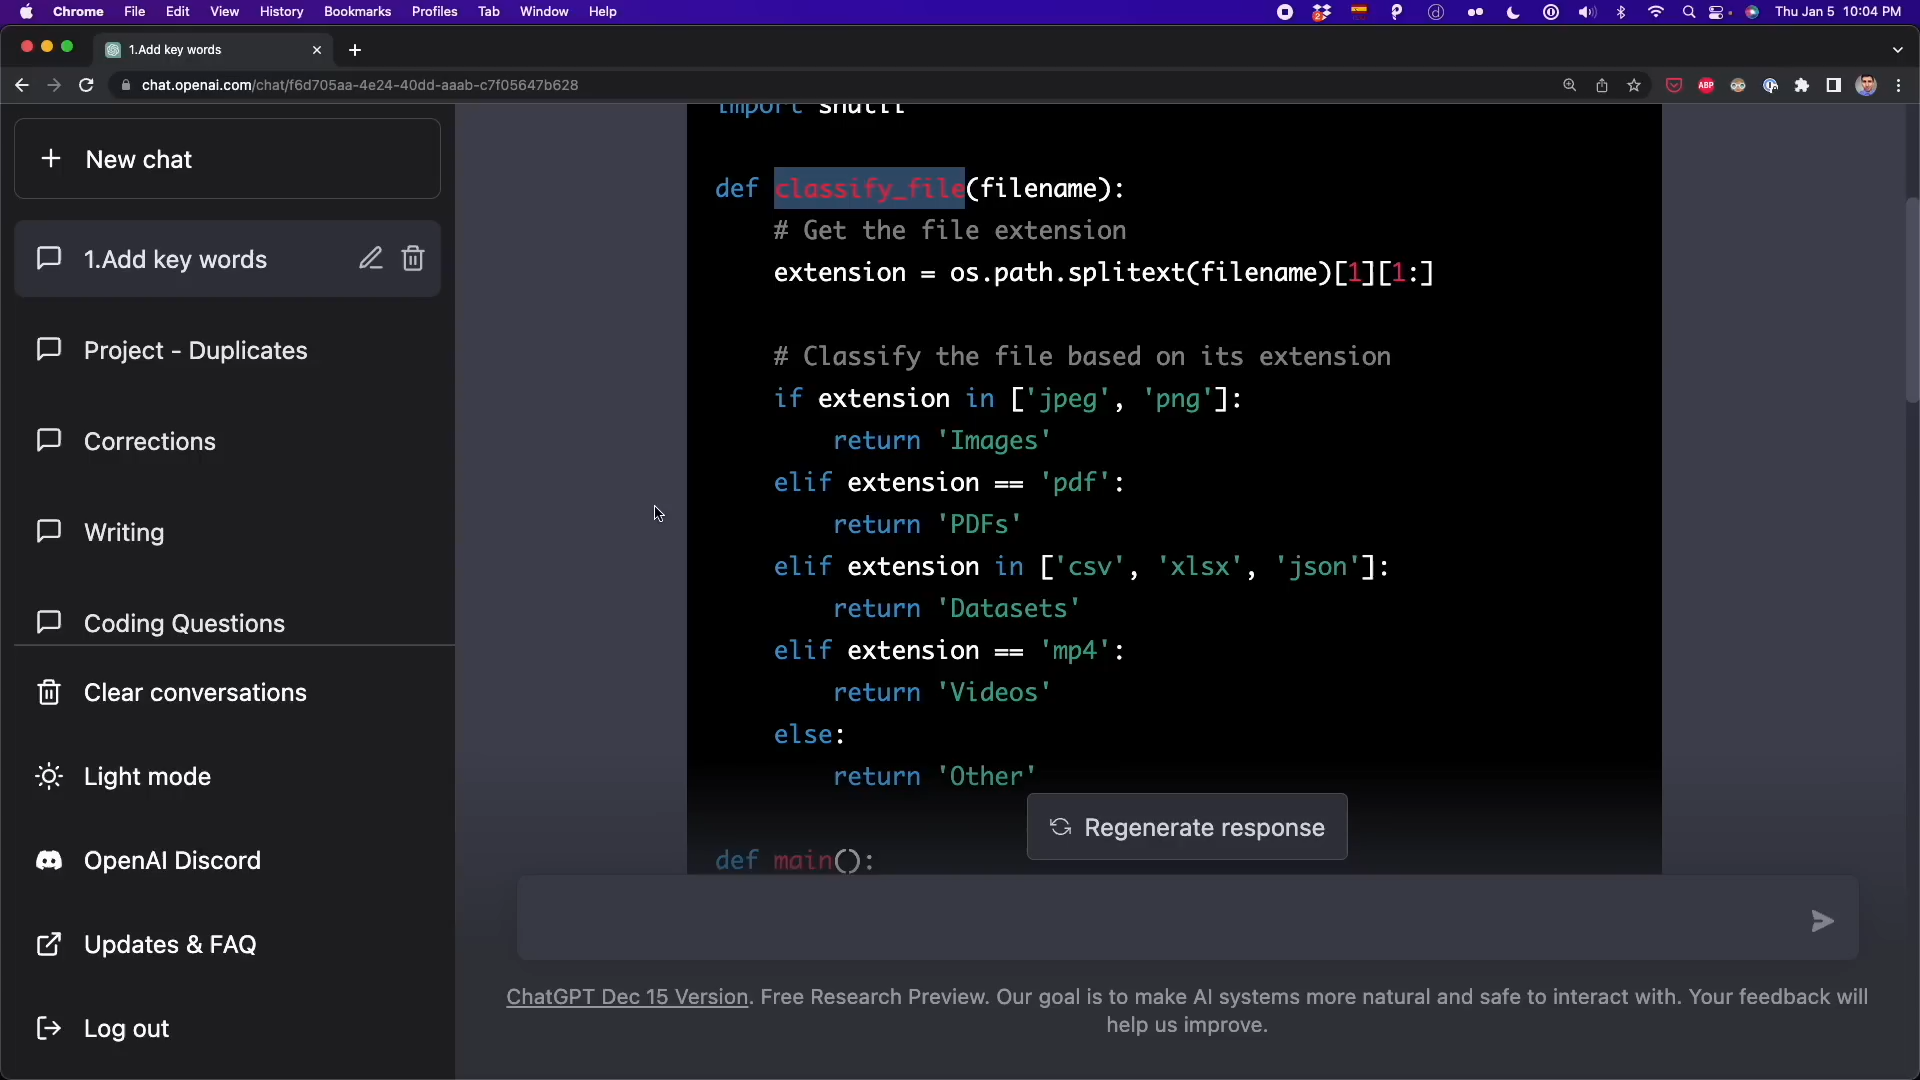 Chrome File Edit View History Bookmarks Profiles Tab Window Help
Thu Jan 5 10:04 PM
1.Add key words
chat.openai.com/chat/f6d705aa-4e24-40dd-aaab-c7f05647b628
ABP
New chat
1.Add key words
Project - Duplicates
Corrections
Writing
Coding Questions
Clear conversations
Light mode
OpenAI Discord
Updates & FAQ
Log out
import shutil
def classify_file(filename):
# Get the file extension
extension = os.path.splitext(filename)[1][1:]
# Classify the file based on its extension
if extension in ['jpeg', 'png']:
return 'Images'
elif extension == 'pdf':
return 'PDFs'
elif extension in ['csv', 'xlsx', 'json']:
return 'Datasets'
elif extension == 'mp4':
return 'Videos'
else:
return 'Other'
Regenerate response
def main():
ChatGPT Dec 15 Version. Free Research Preview. Our goal is to make AI systems more natural and safe to interact with. Your feedback will
help us improve.